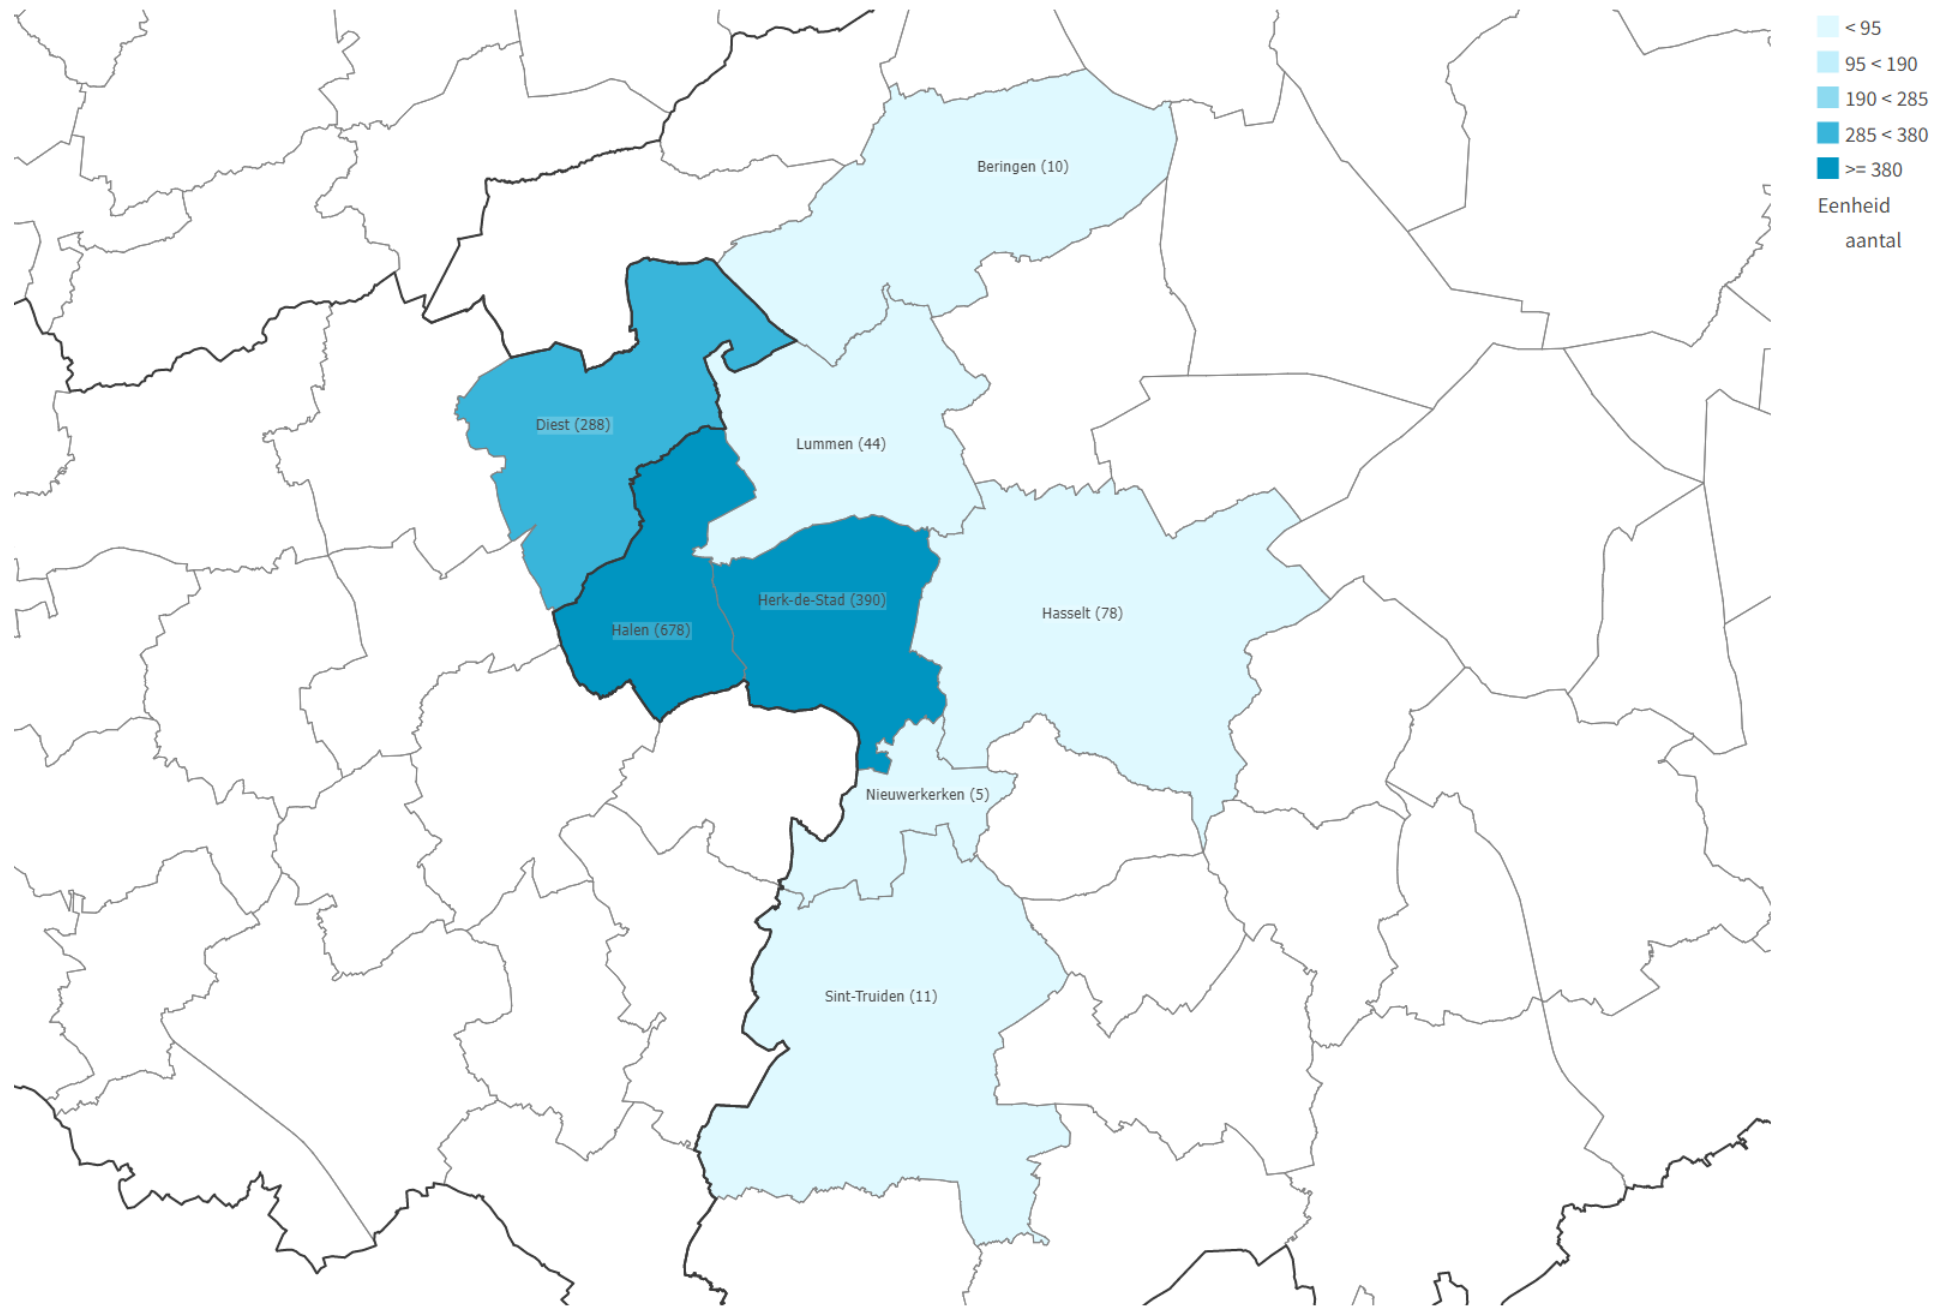 < 95
95 < 190
190 < 285
285 < 380
>= 380
Eenheid
aantal
Beringen (10)
Diest (288)
Lummen (44)
Herk-de-Stad (390)
Hasselt (78)
Halen (678)
Nieuwerkerken (5)
Sint-Truiden (11)